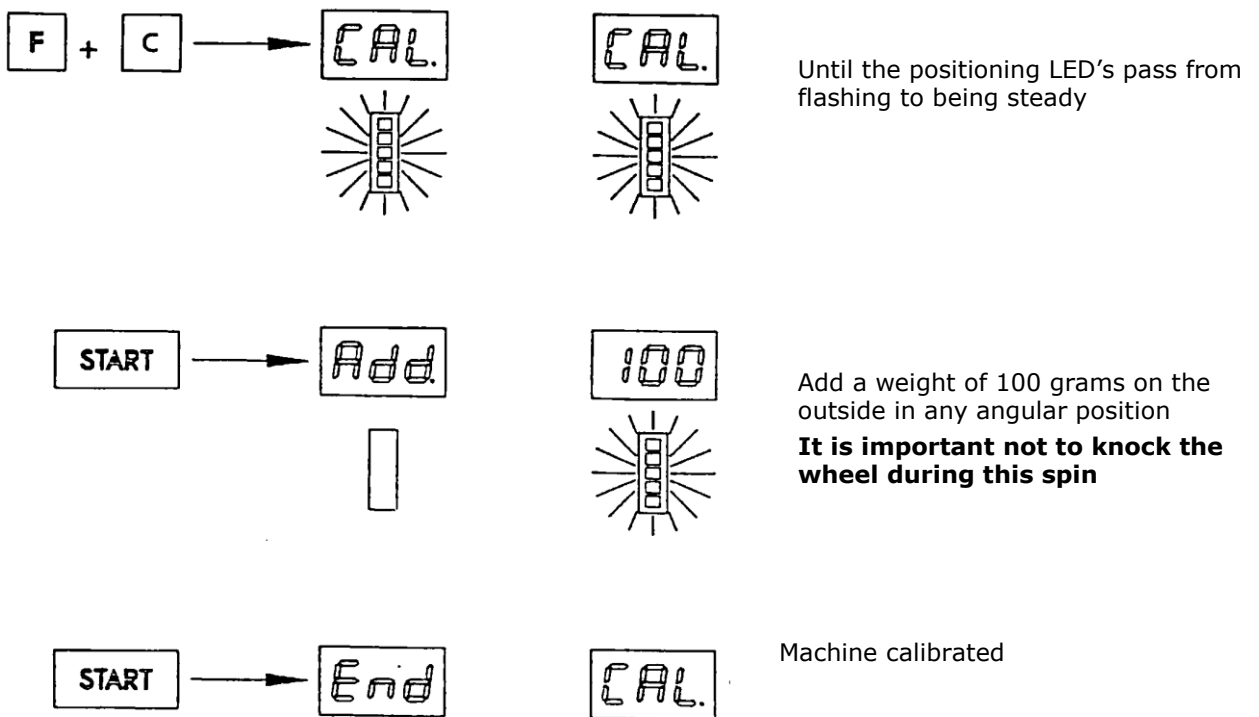 F + C CAL. CAL.
Until the positioning LED’s pass from
flashing to being steady
START Add. 100
Add a weight of 100 grams on the
outside in any angular position
It is important not to knock the
wheel during this spin
START End CAL.
Machine calibrated